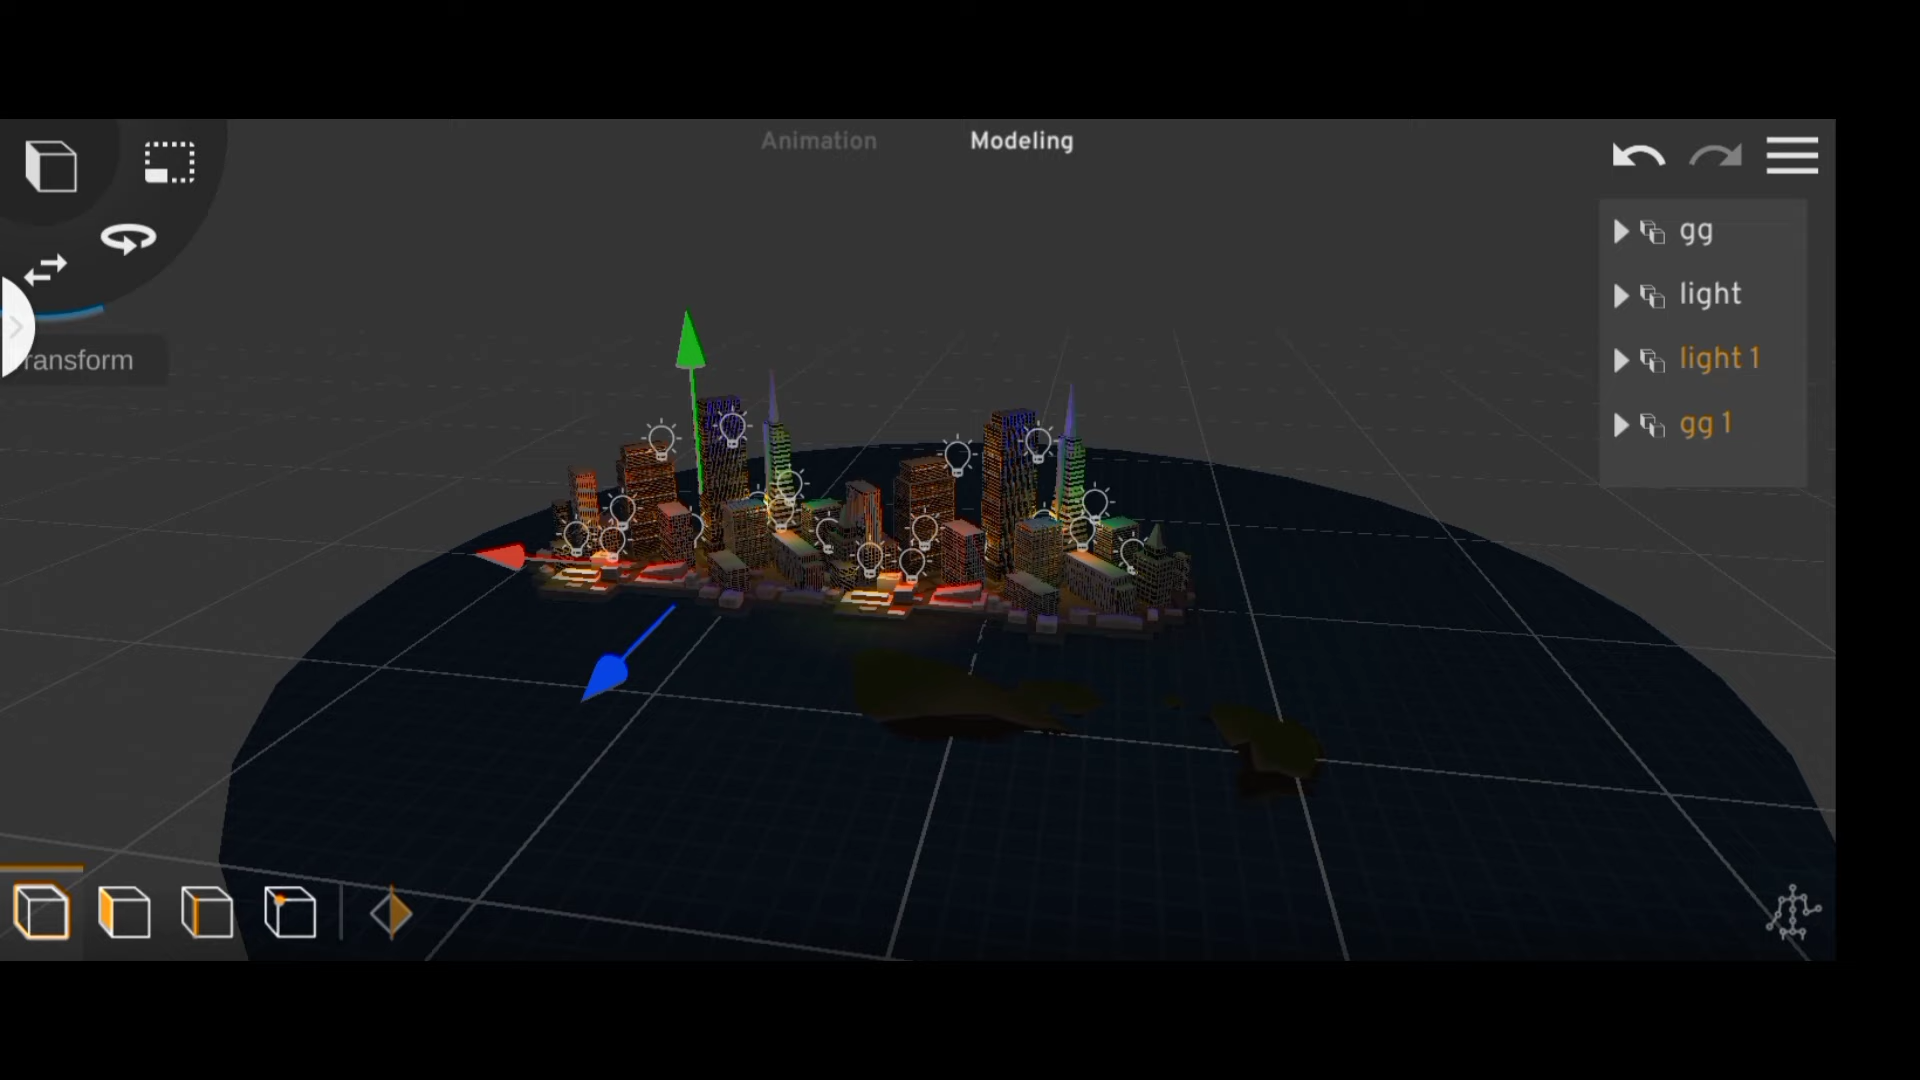 Animation Modeling
gg
light
light 1
gg 1
ransform